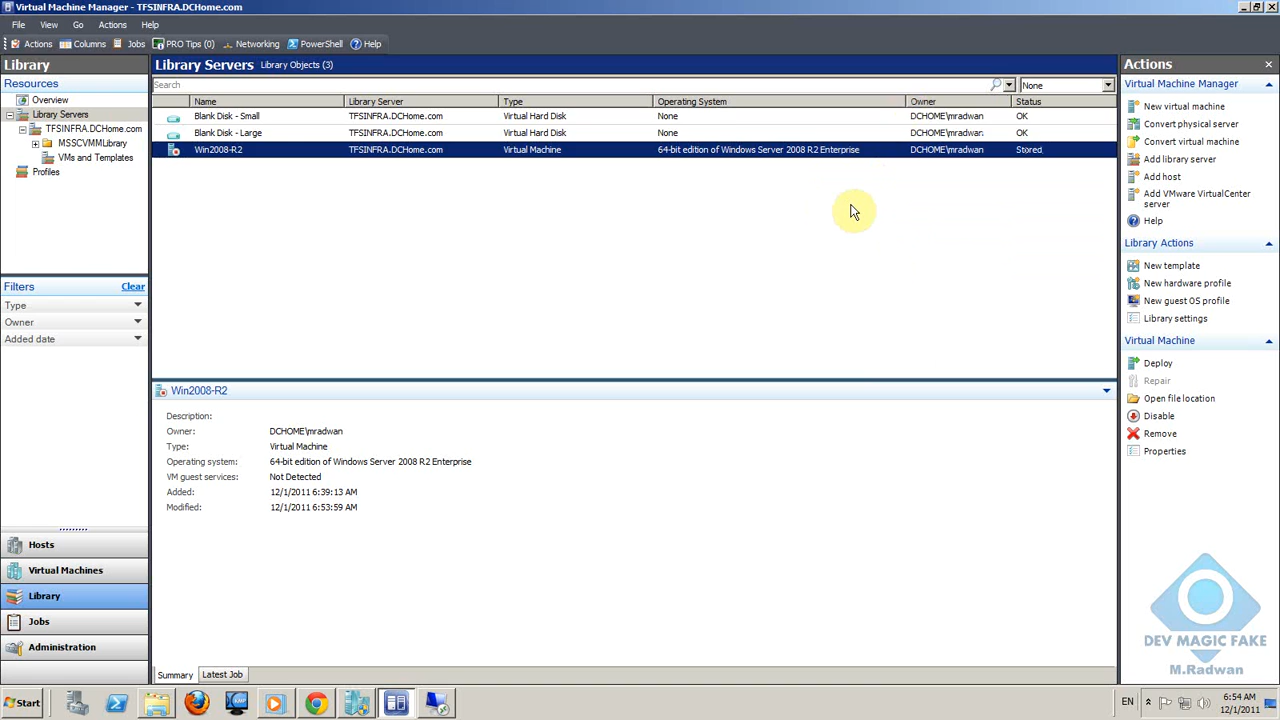 Virtual Machine Manager - TFSINFRA.DCHome.com
File View Go Actions Help
Actions Columns Jobs PRO Tips (0) Networking PowerShell Help
Library
Resources
Overview
Library Servers
TFSINFRA.DCHome.com
MSSCVMMLibrary
VMs and Templates
Profiles
Filters Clear
Type
Owner
Added date
Hosts
Virtual Machines
Library
Jobs
Administration
Library Servers Library Objects (3)
Search None
Name Library Server Type Operating System Owner Status
Blank Disk - Small TFSINFRA.DCHome.com Virtual Hard Disk None DCHOME\mradwan OK
Blank Disk - Large TFSINFRA.DCHome.com Virtual Hard Disk None DCHOME\mradwan OK
Win2008-R2 TFSINFRA.DCHome.com Virtual Machine 64-bit edition of Windows Server 2008 R2 Enterprise DCHOME\mradwan Stored
Win2008-R2
Description:
Owner: DCHOME\mradwan
Type: Virtual Machine
Operating system: 64-bit edition of Windows Server 2008 R2 Enterprise
VM guest services: Not Detected
Added: 12/1/2011 6:39:13 AM
Modified: 12/1/2011 6:53:59 AM
Summary Latest Job
Actions
Virtual Machine Manager
New virtual machine
Convert physical server
Convert virtual machine
Add library server
Add host
Add VMware VirtualCenter
server
Help
Library Actions
New template
New hardware profile
New guest OS profile
Library settings
Virtual Machine
Deploy
Repair
Open file location
Disable
Remove
Properties
DEV MAGIC FAKE
M.Radwan
Start EN 6:54 AM
12/1/2011